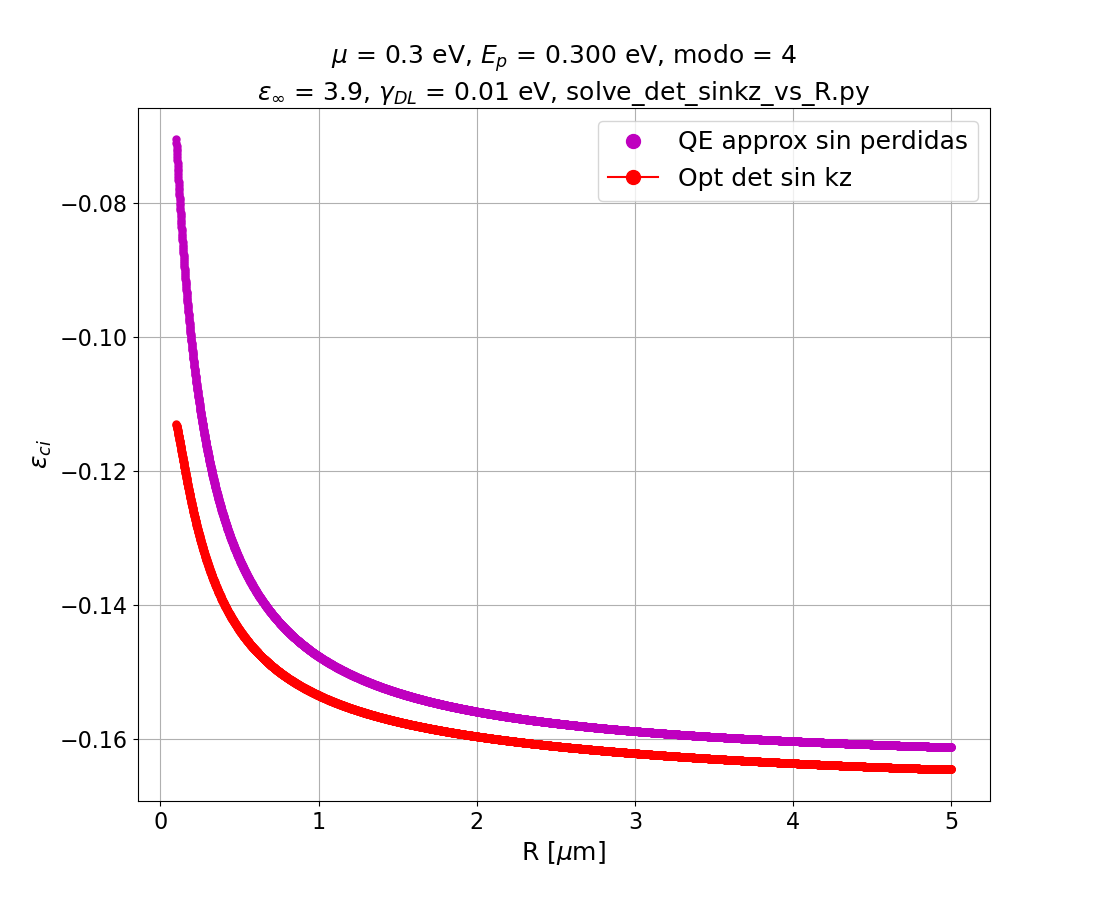 μ = 0.3 eV, E_p = 0.300 eV, modo = 4
ε_∞ = 3.9, γ_DL = 0.01 eV, solve_det_sinkz_vs_R.py
QE approx sin perdidas
Opt det sin kz
−0.08
−0.10
−0.12
−0.14
−0.16
ε_ci
0 1 2 3 4 5
R [μm]